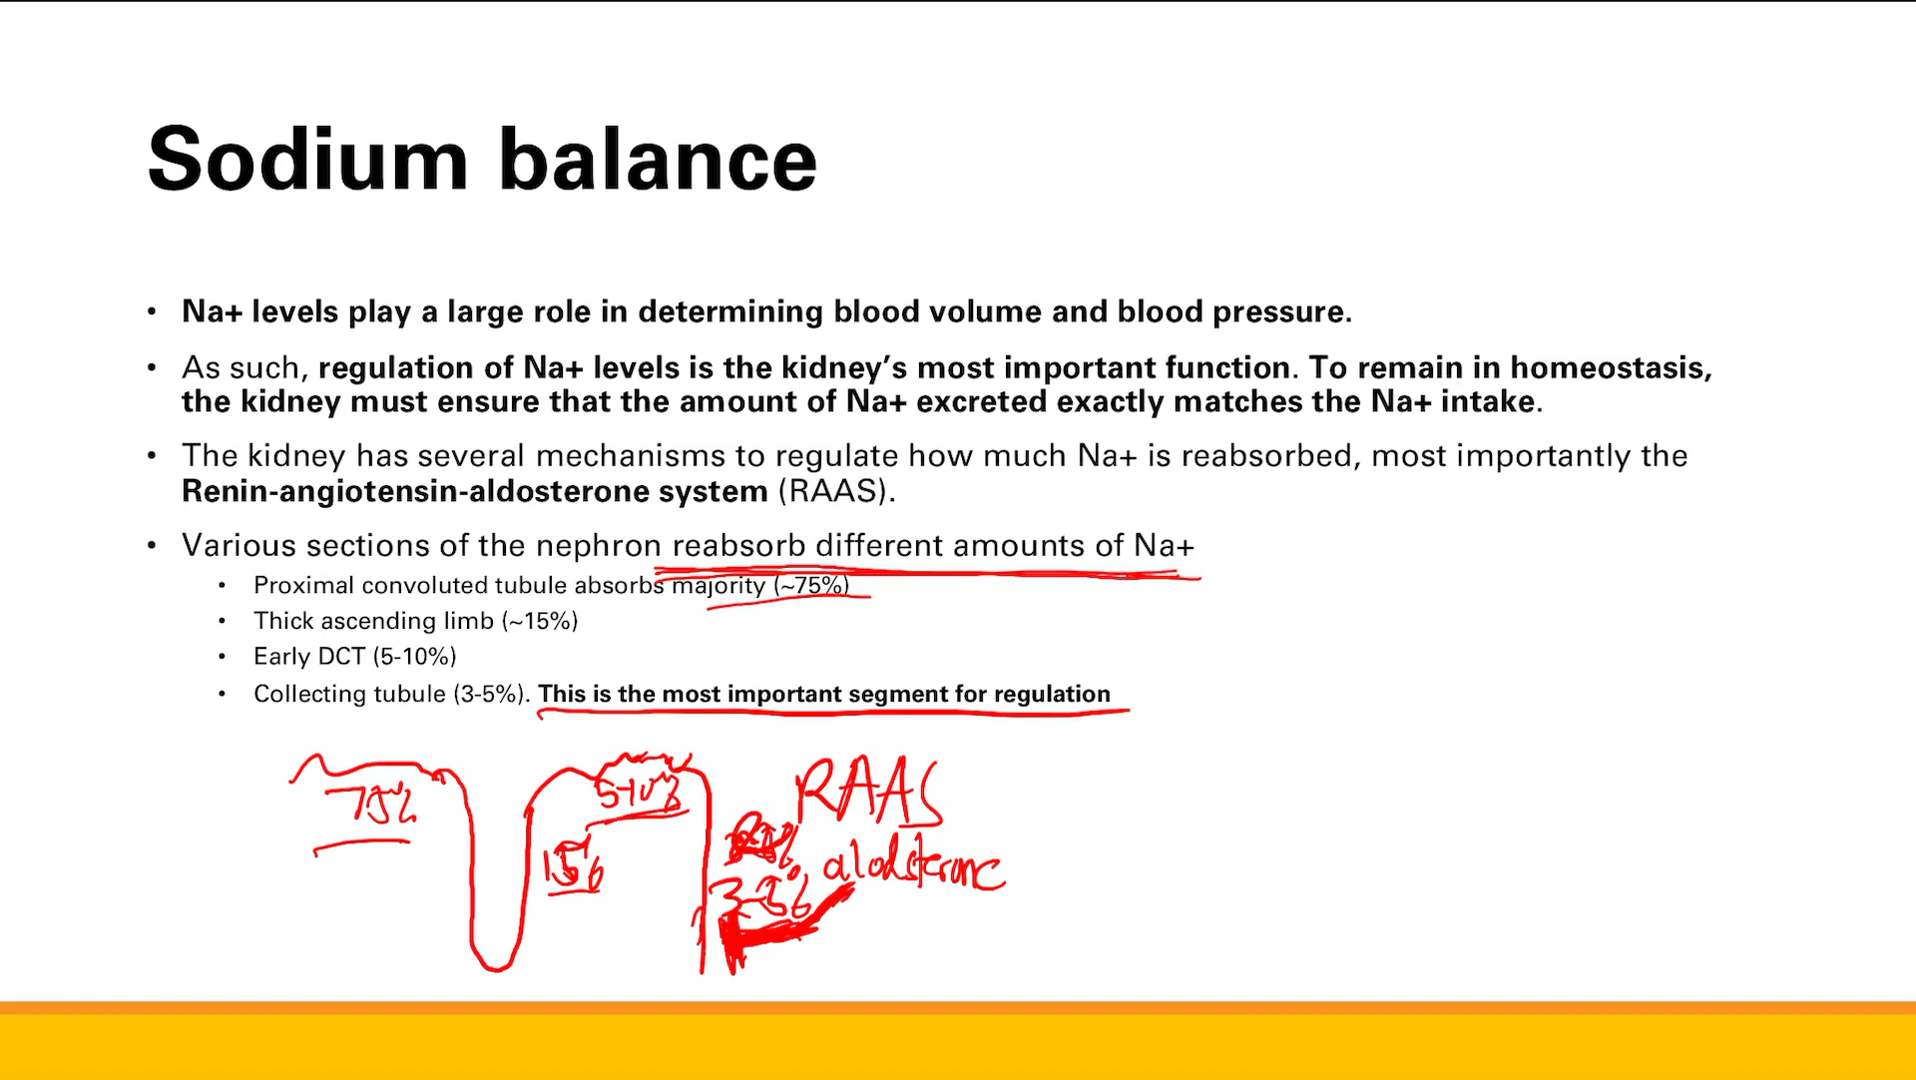 Sodium balance
• Na+ levels play a large role in determining blood volume and blood pressure.
• As such, regulation of Na+ levels is the kidney’s most important function. To remain in homeostasis,
the kidney must ensure that the amount of Na+ excreted exactly matches the Na+ intake.
• The kidney has several mechanisms to regulate how much Na+ is reabsorbed, most importantly the
Renin-angiotensin-aldosterone system (RAAS).
• Various sections of the nephron reabsorb different amounts of Na+
• Proximal convoluted tubule absorbs majority (~75%)
• Thick ascending limb (~15%)
• Early DCT (5-10%)
• Collecting tubule (3-5%). This is the most important segment for regulation
75%
5-10%
RAAS
15%
alodsterone
3-5%